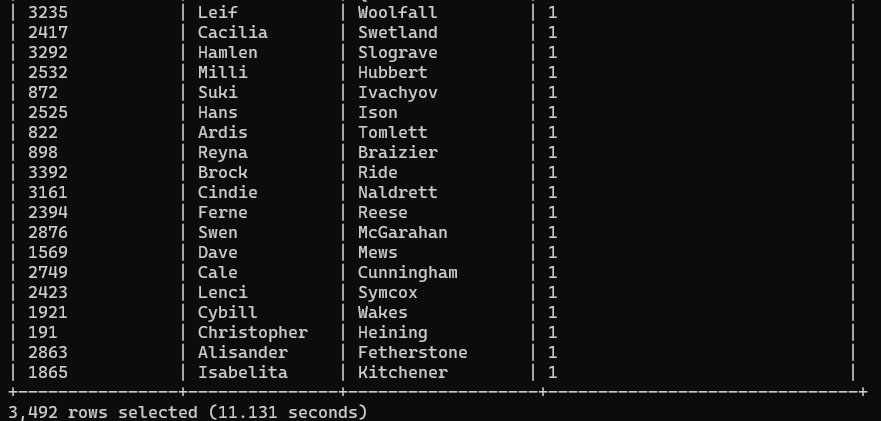 | 3235 | Leif | Woolfall | 1 |
| 2417 | Cacilia | Swetland | 1 |
| 3292 | Hamlen | Slograve | 1 |
| 2532 | Milli | Hubbert | 1 |
| 872 | Suki | Ivachyov | 1 |
| 2525 | Hans | Ison | 1 |
| 822 | Ardis | Tomlett | 1 |
| 898 | Reyna | Braizier | 1 |
| 3392 | Brock | Ride | 1 |
| 3161 | Cindie | Naldrett | 1 |
| 2394 | Ferne | Reese | 1 |
| 2876 | Swen | McGarahan | 1 |
| 1569 | Dave | Mews | 1 |
| 2749 | Cale | Cunningham | 1 |
| 2423 | Lenci | Symcox | 1 |
| 1921 | Cybill | Wakes | 1 |
| 191 | Christopher | Heining | 1 |
| 2863 | Alisander | Fetherstone | 1 |
| 1865 | Isabelita | Kitchener | 1 |
+----------------+---------------+-------------------+-------------------------------+
3,492 rows selected (11.131 seconds)